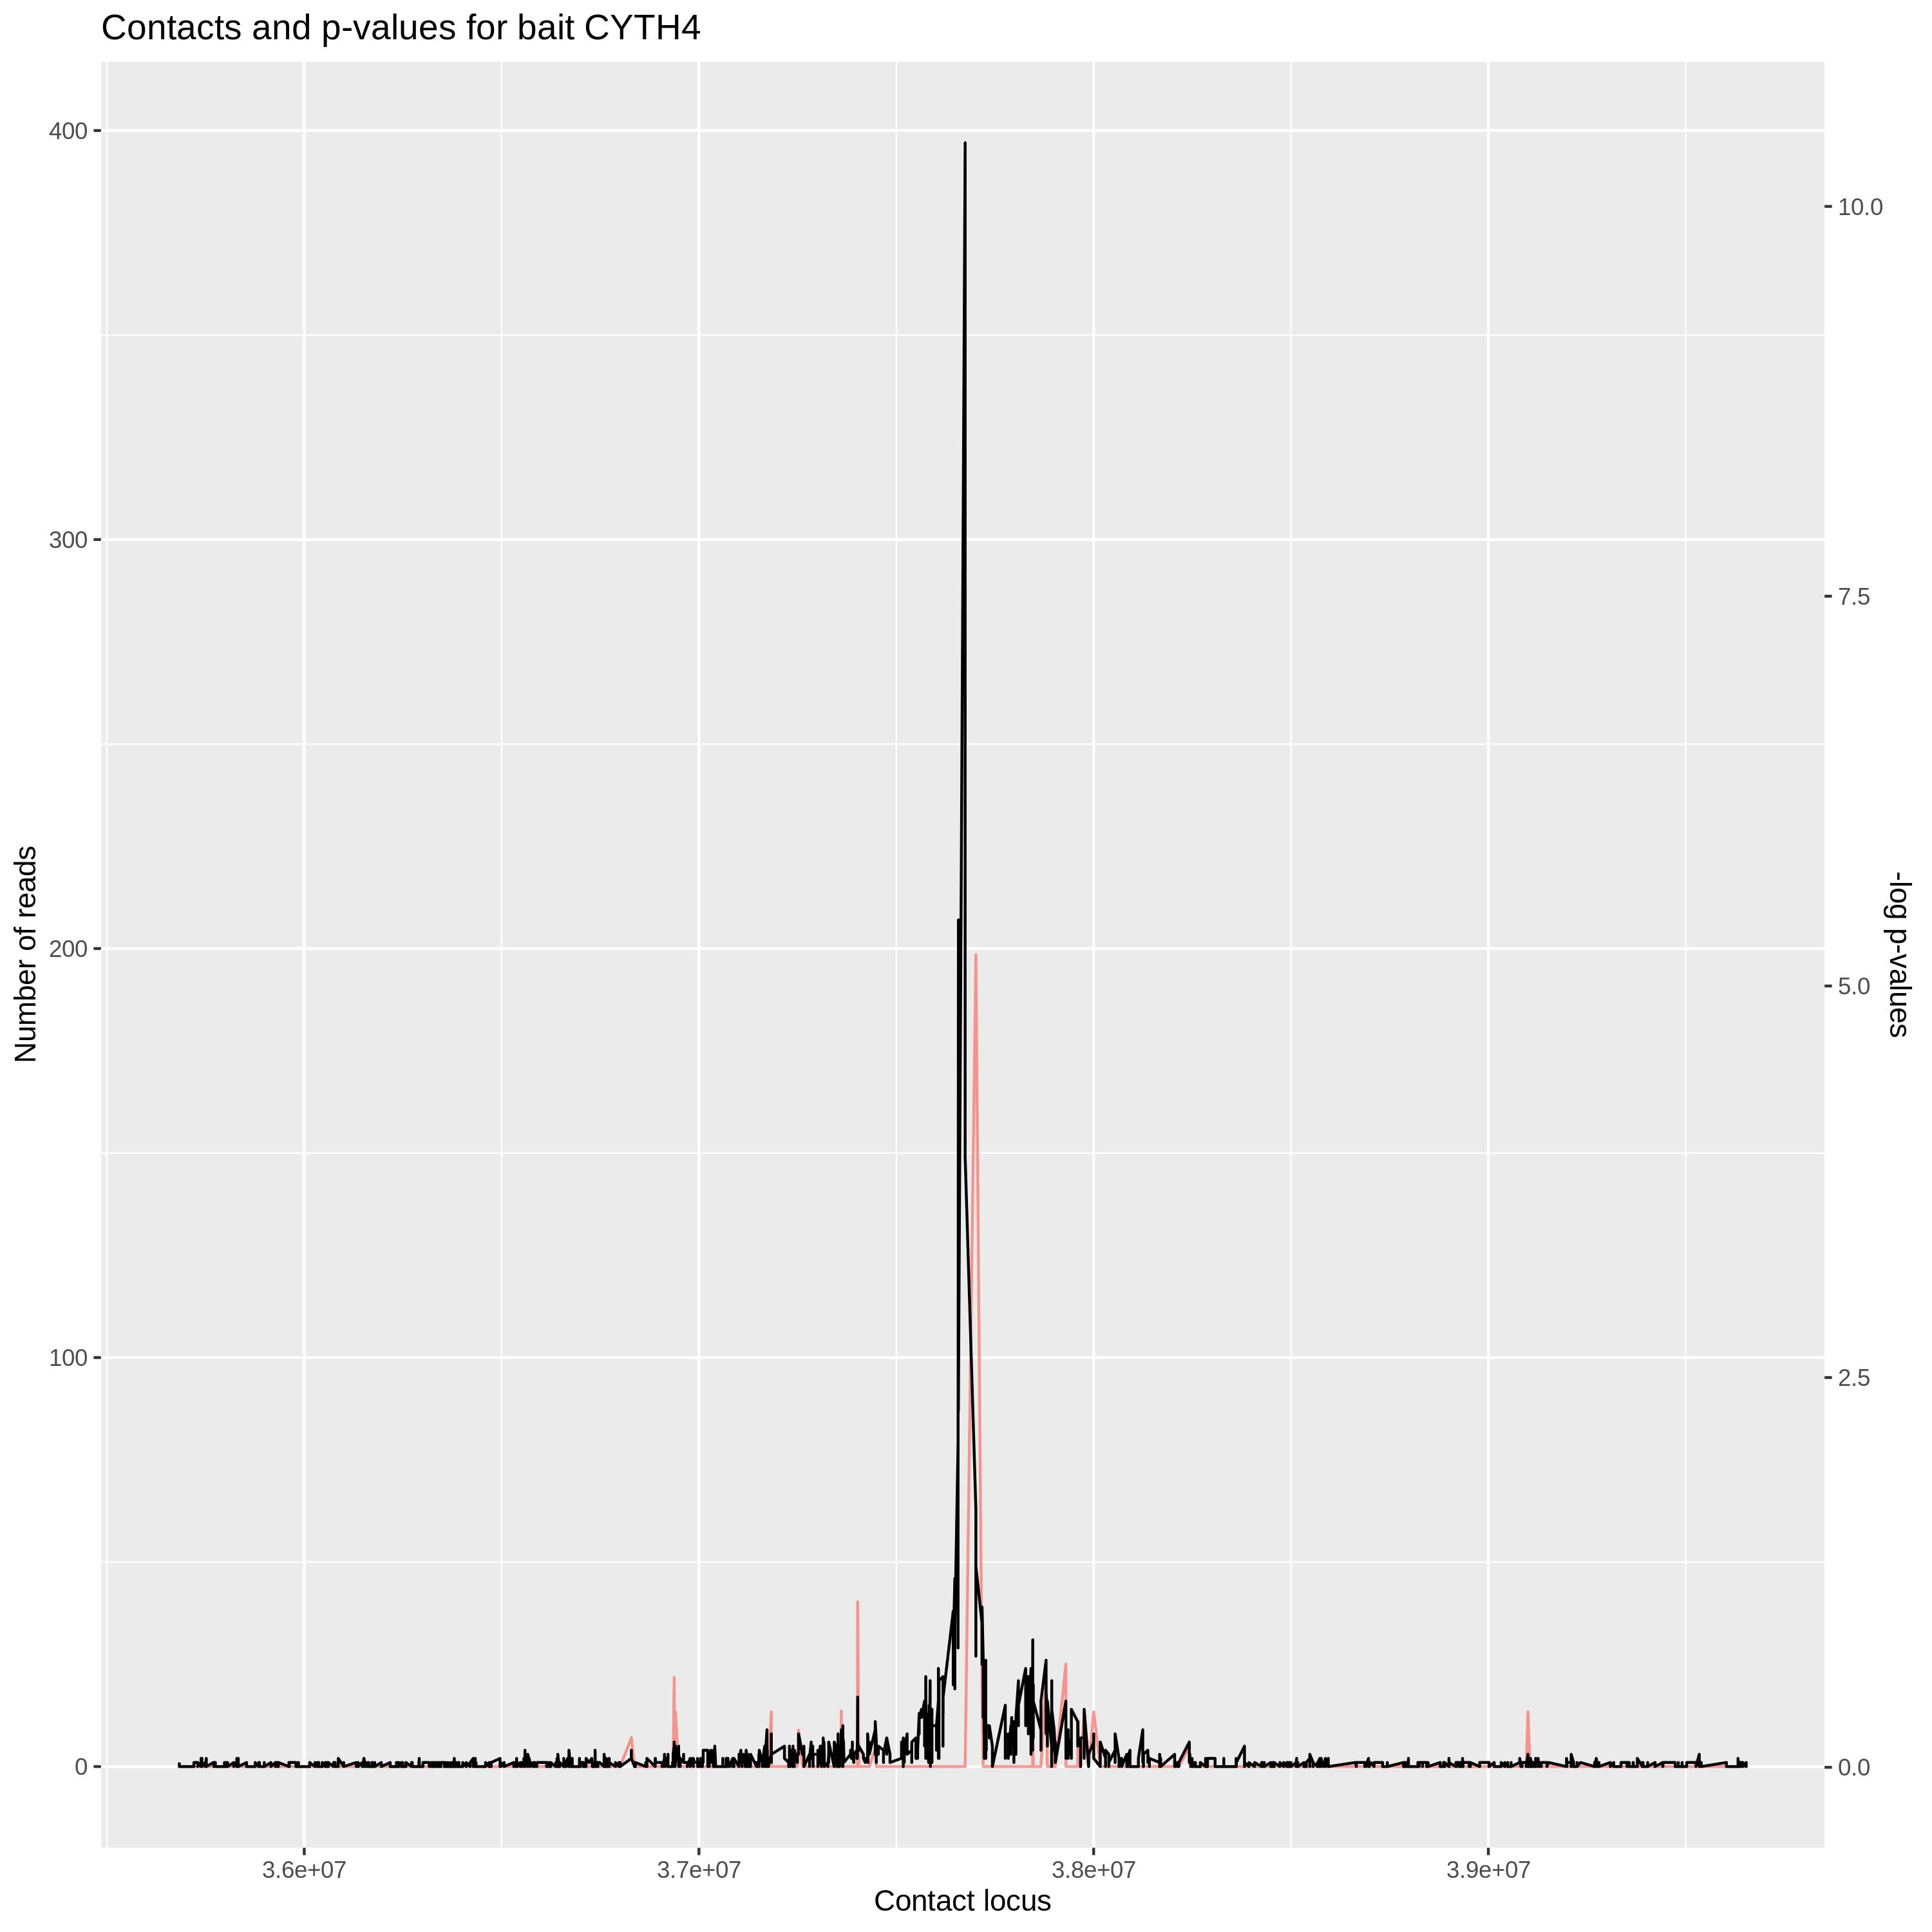 Contacts and p-values for bait CYTH4
400
300
200
100
0
Number of reads
10.0
7.5
5.0
2.5
0.0
-log p-values
3.6e+07
3.7e+07
3.8e+07
3.9e+07
Contact locus